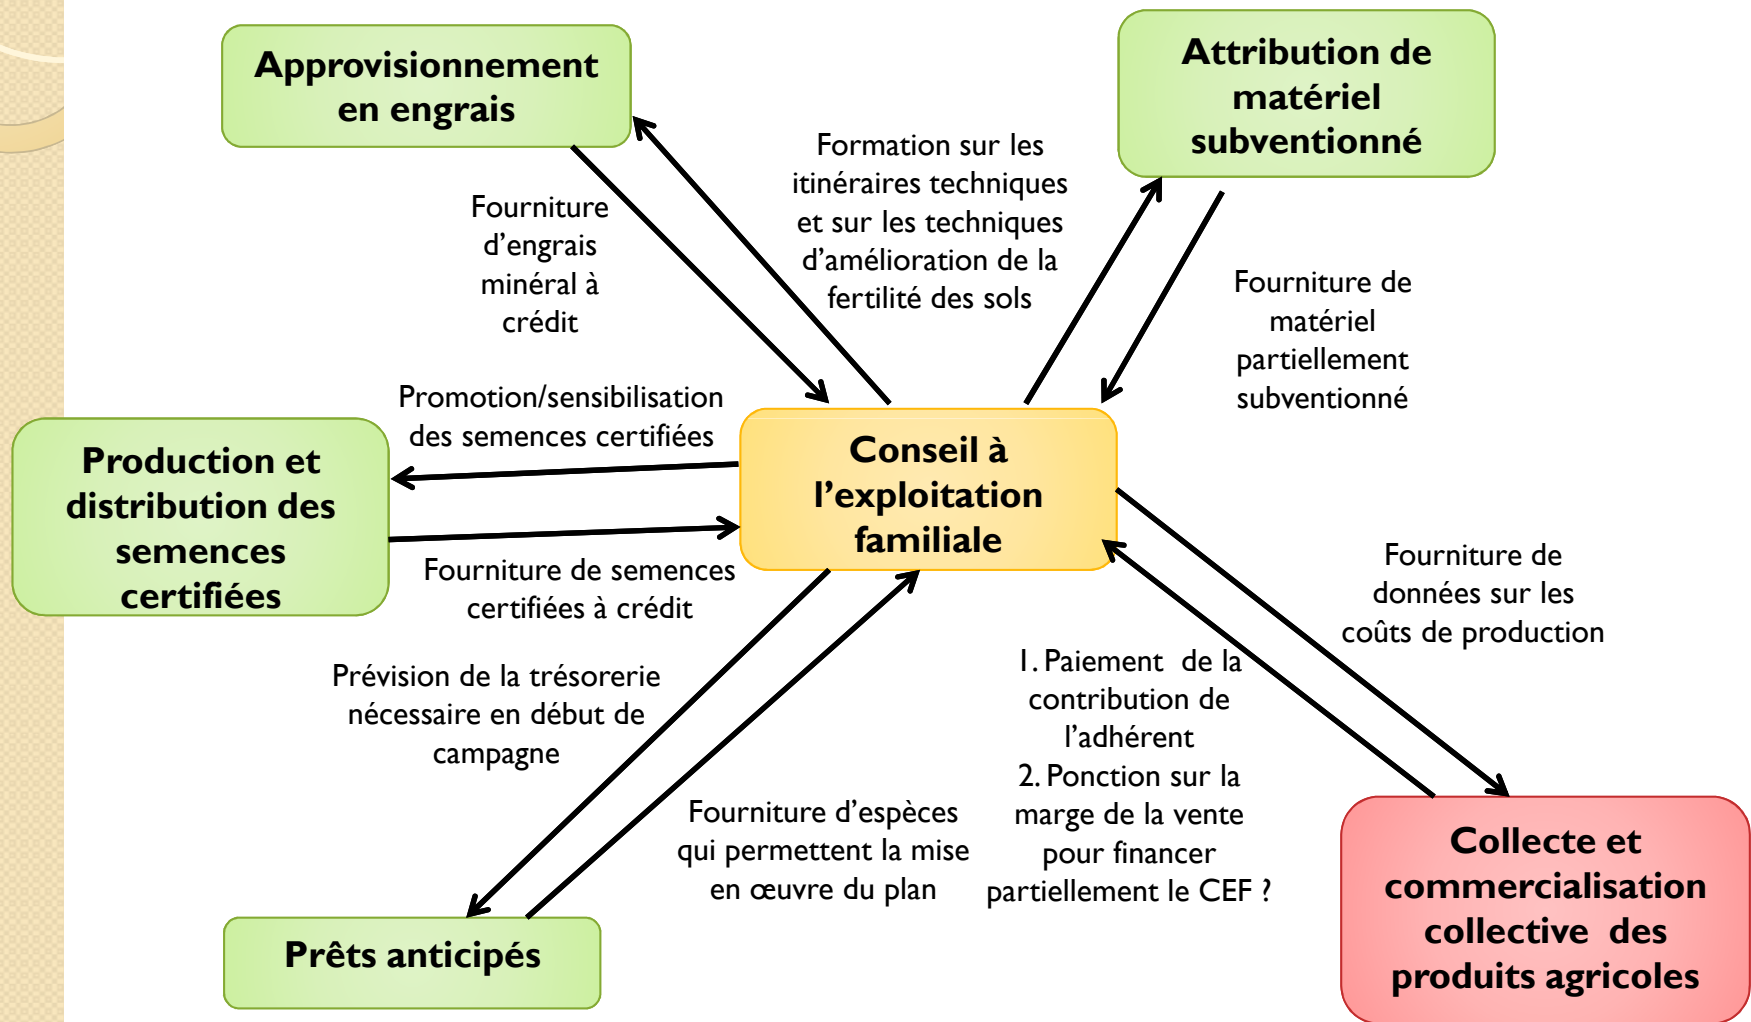 Approvisionnement
en engrais
Attribution de
matériel
subventionné
Formation sur les
itinéraires techniques
et sur les techniques
d’amélioration de la
fertilité des sols
Fourniture
d’engrais
minéral à
crédit
Fourniture de
matériel
partiellement
subventionné
Promotion/sensibilisation
des semences certifiées
Production et
distribution des
semences
certifiées
Conseil à
l’exploitation
familiale
Fourniture de semences
certifiées à crédit
Fourniture de
données sur les
coûts de production
Prévision de la trésorerie
nécessaire en début de
campagne
1. Paiement de la
contribution de
l’adhérent
2. Ponction sur la
marge de la vente
pour financer
partiellement le CEF ?
Fourniture d’espèces
qui permettent la mise
en œuvre du plan
Prêts anticipés
Collecte et
commercialisation
collective des
produits agricoles